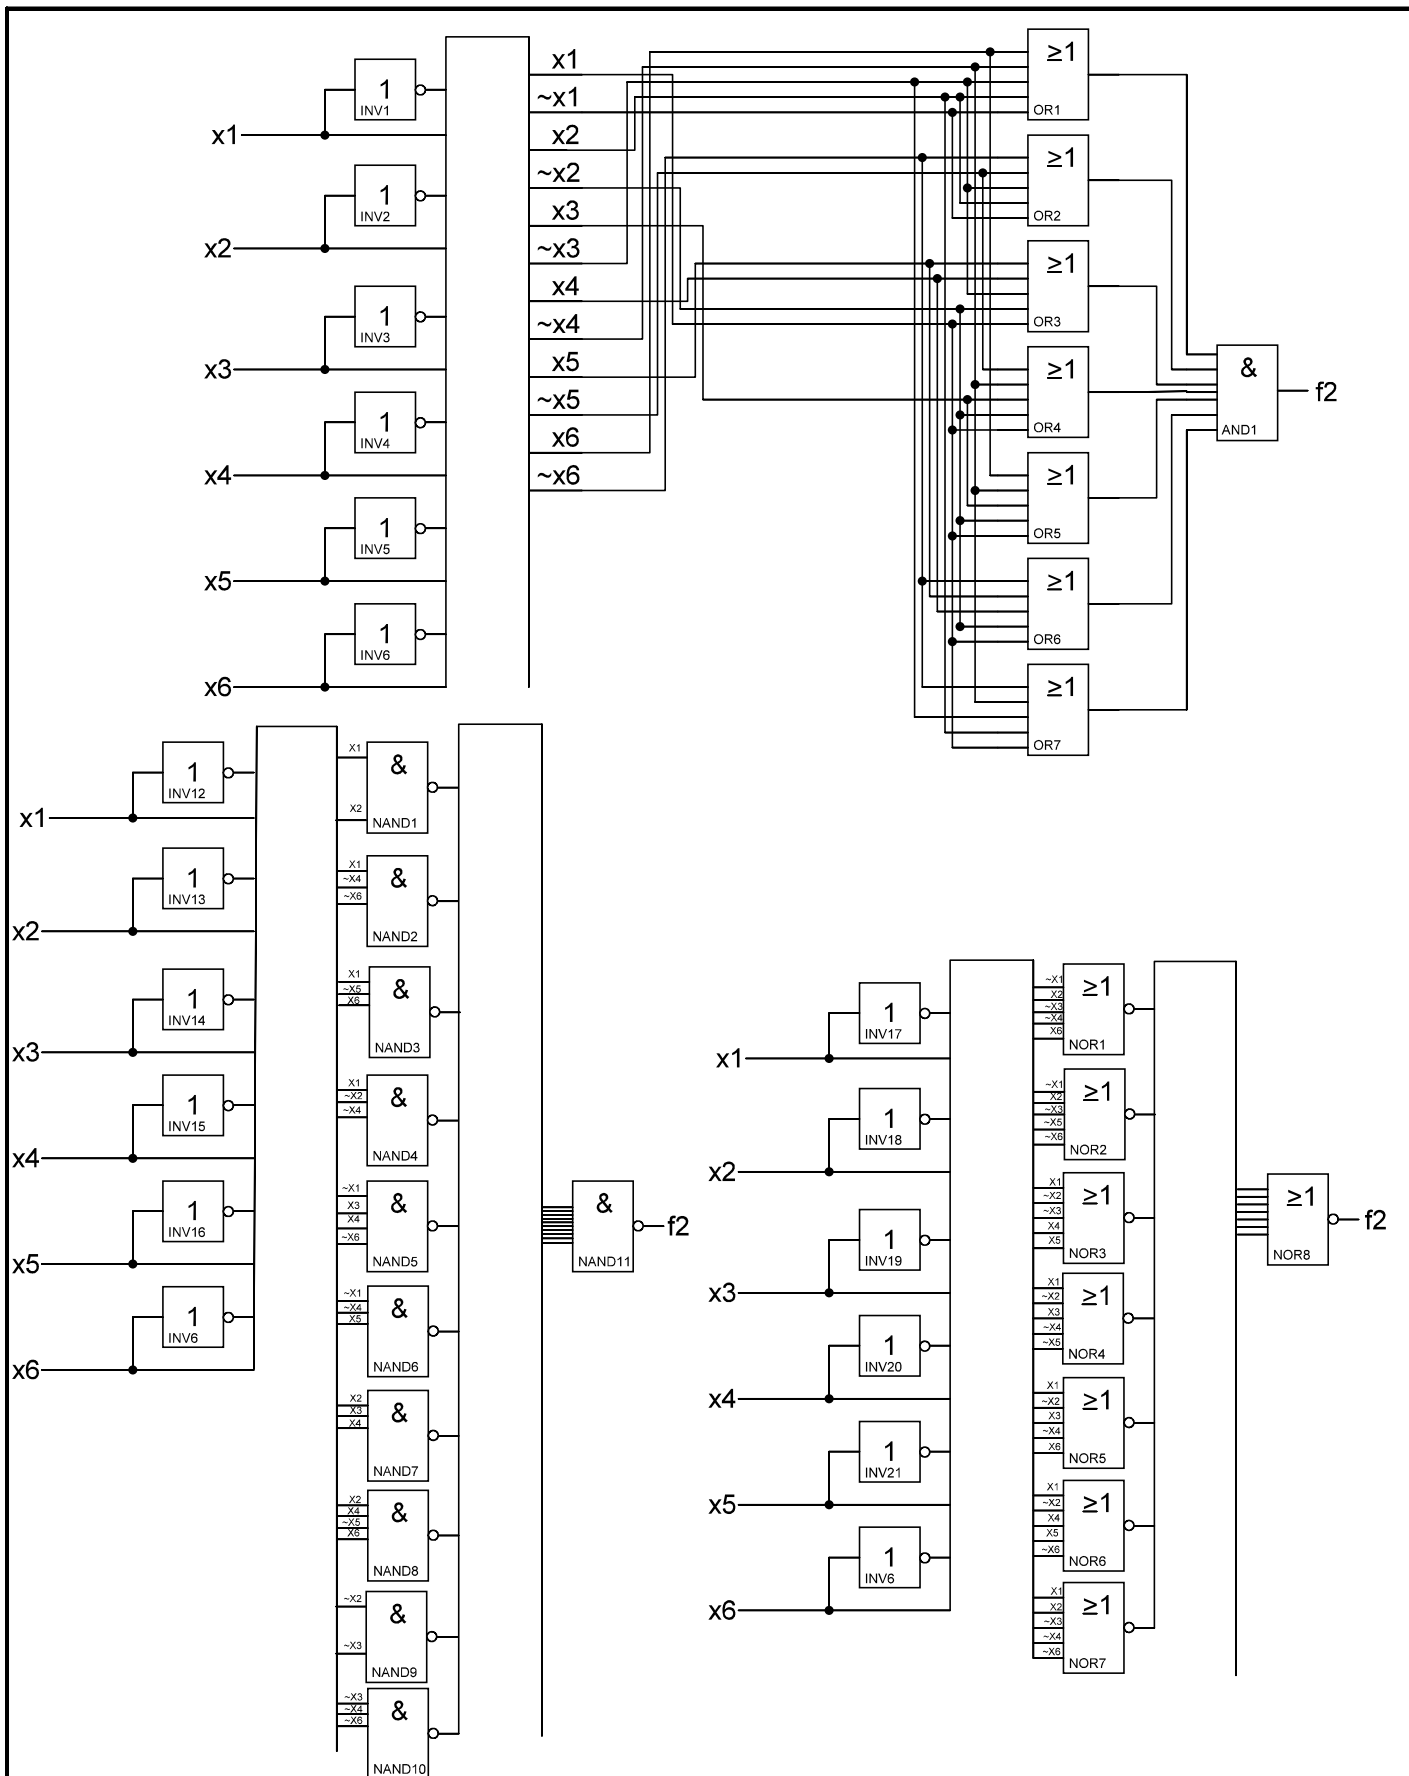 x1
1
INV1
x2
1
INV2
x3
1
INV3
x4
1
INV4
x5
1
INV5
x6
1
INV6
x1
~x1
x2
~x2
x3
~x3
x4
~x4
x5
~x5
x6
~x6
≥1
OR1
≥1
OR2
≥1
OR3
≥1
OR4
≥1
OR5
≥1
OR6
≥1
OR7
&
AND1
f2
x1
1
INV12
x2
1
INV13
x3
1
INV14
x4
1
INV15
x5
1
INV16
x6
1
INV6
X1
X2
&
NAND1
X1
~X4
~X6
&
NAND2
X1
~X5
X6
&
NAND3
X1
~X2
~X4
&
NAND4
~X1
X3
X4
~X6
&
NAND5
~X1
~X4
X5
&
NAND6
X2
X3
X4
&
NAND7
X2
X4
~X5
X6
&
NAND8
~X2
~X3
&
NAND9
~X3
~X4
~X6
&
NAND10
&
NAND11
f2
x1
1
INV17
x2
1
INV18
x3
1
INV19
x4
1
INV20
x5
1
INV21
x6
1
INV6
~X1
X2
~X3
~X4
X6
≥1
NOR1
~X1
X2
~X3
~X5
~X6
≥1
NOR2
X1
~X2
~X3
X4
X5
≥1
NOR3
X1
~X2
X3
~X4
~X5
≥1
NOR4
X1
~X2
X3
~X4
X6
≥1
NOR5
X1
~X2
X4
X5
~X6
≥1
NOR6
X1
X2
~X3
~X4
~X6
≥1
NOR7
≥1
NOR8
f2